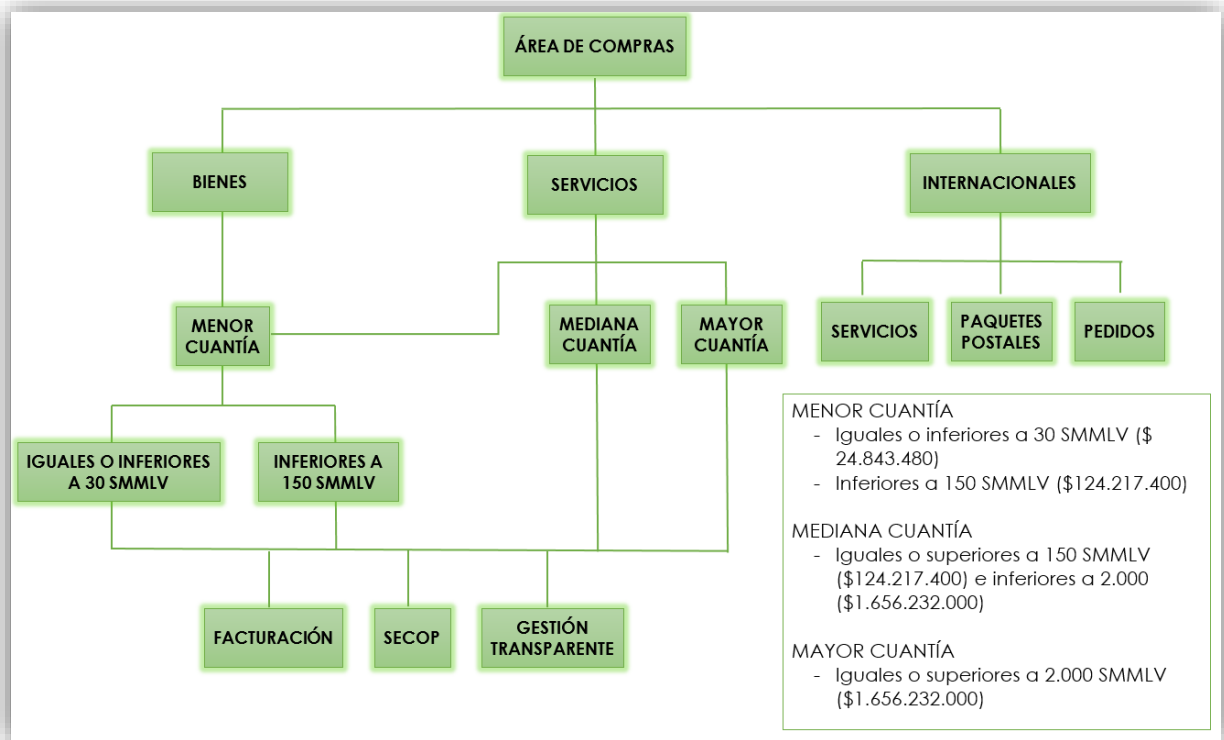 ÁREA DE COMPRAS
BIENES
SERVICIOS
INTERNACIONALES
MENOR
CUANTÍA
MEDIANA
CUANTÍA
MAYOR
CUANTÍA
SERVICIOS
PAQUETES
POSTALES
PEDIDOS
IGUALES O INFERIORES
A 30 SMMLV
INFERIORES A
150 SMMLV
FACTURACIÓN
SECOP
GESTIÓN
TRANSPARENTE
MENOR CUANTÍA
- Iguales o inferiores a 30 SMMLV ($
24.843.480)
- Inferiores a 150 SMMLV ($124.217.400)
MEDIANA CUANTÍA
- Iguales o superiores a 150 SMMLV
($124.217.400) e inferiores a 2.000
($1.656.232.000)
MAYOR CUANTÍA
- Iguales o superiores a 2.000 SMMLV
($1.656.232.000)